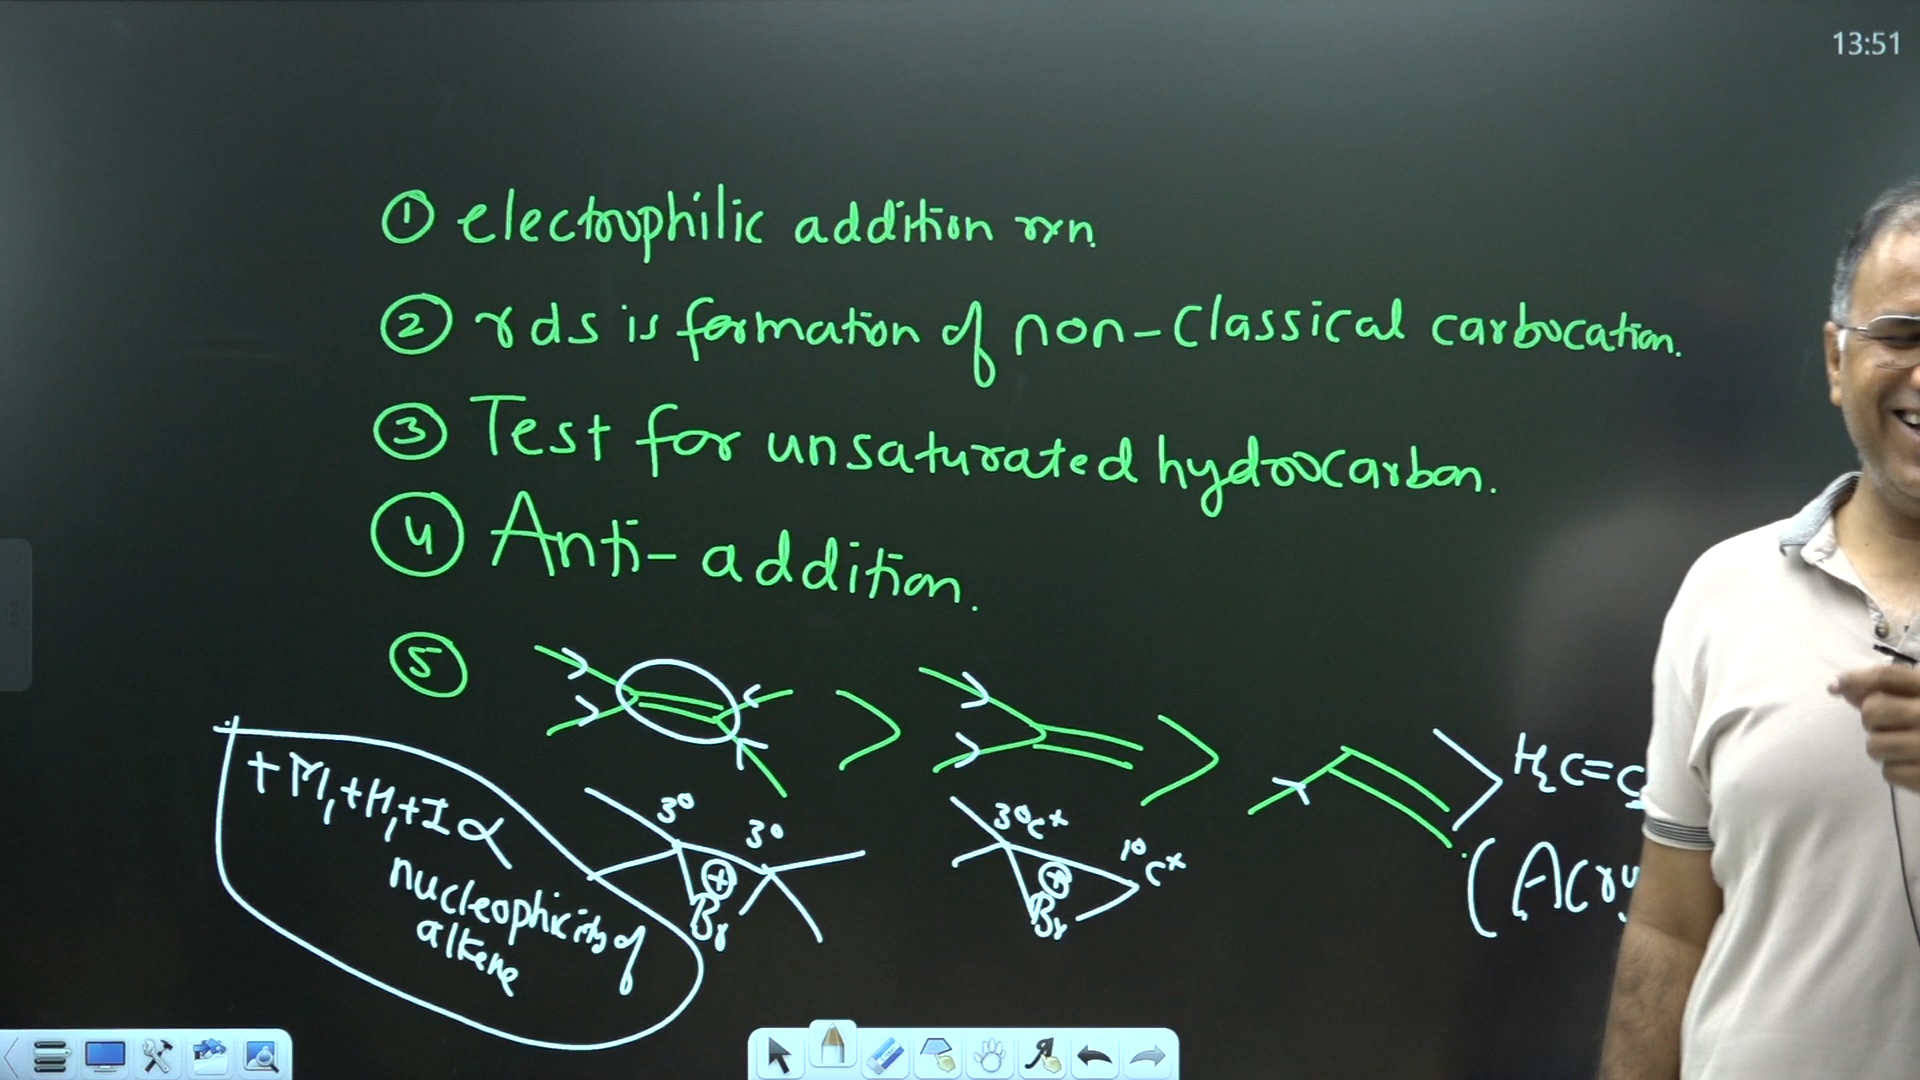 13:51
① electrophilic addition rxn.
② rds is formation of non-classical carbocation.
③ Test for unsaturated hydrocarbon.
④ Anti-addition.
⑤ > > > H₂C=C
+M, +H, +I ∝
nucleophilicity of
alkene
3° 3°
⊕
Br
3°C⁺ 1°C⁺
⊕
Br
(Acry